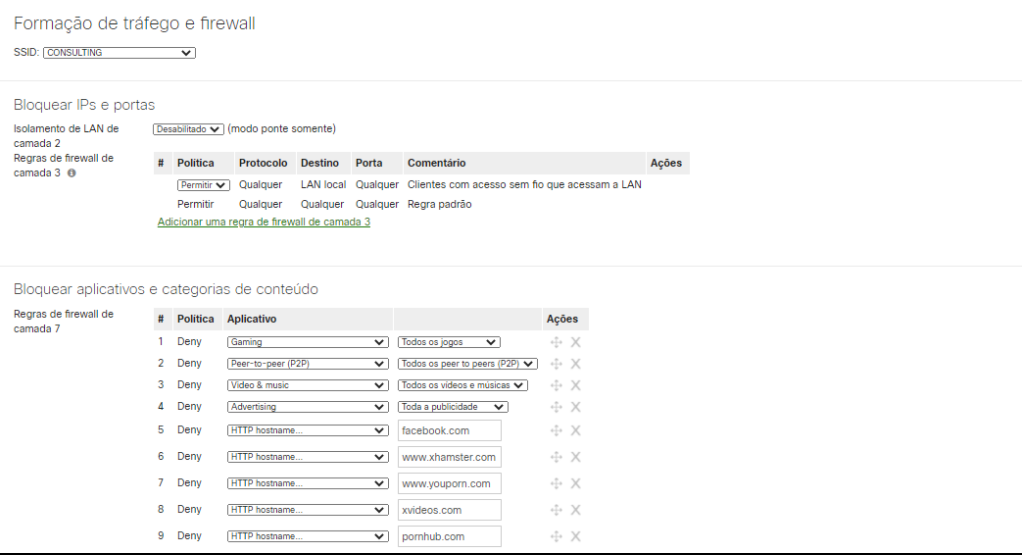 Formação de tráfego e firewall
SSID: CONSULTING
Bloquear IPs e portas
Isolamento de LAN de camada 2 Desabilitado (modo ponte somente)
Regras de firewall de camada 3
# Política Protocolo Destino Porta Comentário Ações
Permitir Qualquer LAN local Qualquer Clientes com acesso sem fio que acessam a LAN
Permitir Qualquer Qualquer Qualquer Regra padrão
Adicionar uma regra de firewall de camada 3
Bloquear aplicativos e categorias de conteúdo
Regras de firewall de camada 7
# Política Aplicativo Ações
1 Deny Gaming Todos os jogos
2 Deny Peer-to-peer (P2P) Todos os peer to peers (P2P)
3 Deny Video & music Todos os vídeos e músicas
4 Deny Advertising Toda a publicidade
5 Deny HTTP hostname... facebook.com
6 Deny HTTP hostname... www.xhamster.com
7 Deny HTTP hostname... www.youporn.com
8 Deny HTTP hostname... xvideos.com
9 Deny HTTP hostname... pornhub.com